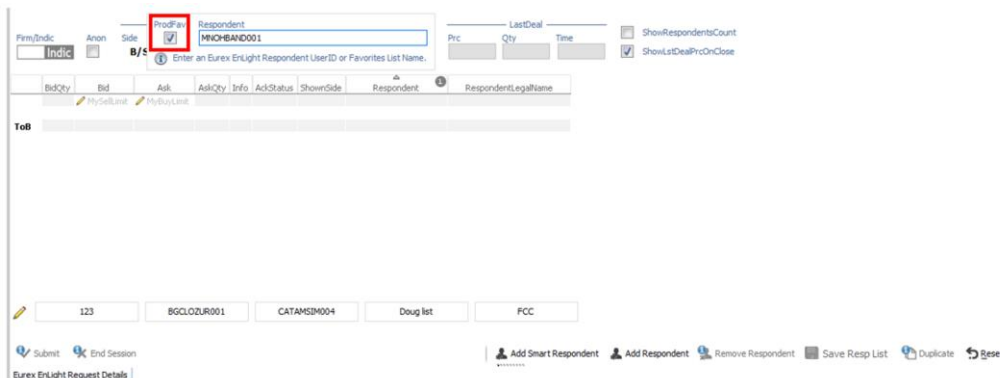 ProdFav Respondent LastDeal
Firm/Indic Anon Side MNOHBAND001 Prc Qty Time ShowRespondentsCount
Indic B/S ShowLstDealPrcOnClose
Enter an Eurex EnLight Respondent UserID or Favorites List Name.
BidQty Bid Ask AskQty Info AckStatus ShownSide Respondent 1 RespondentLegalName
MySellLimit MyBuyLimit
ToB
123 BGCLOZUR001 CATAMSIM004 Doug list FCC
Submit End Session Add Smart Respondent Add Respondent Remove Respondent Save Resp List Duplicate Rese
Eurex EnLight Request Details